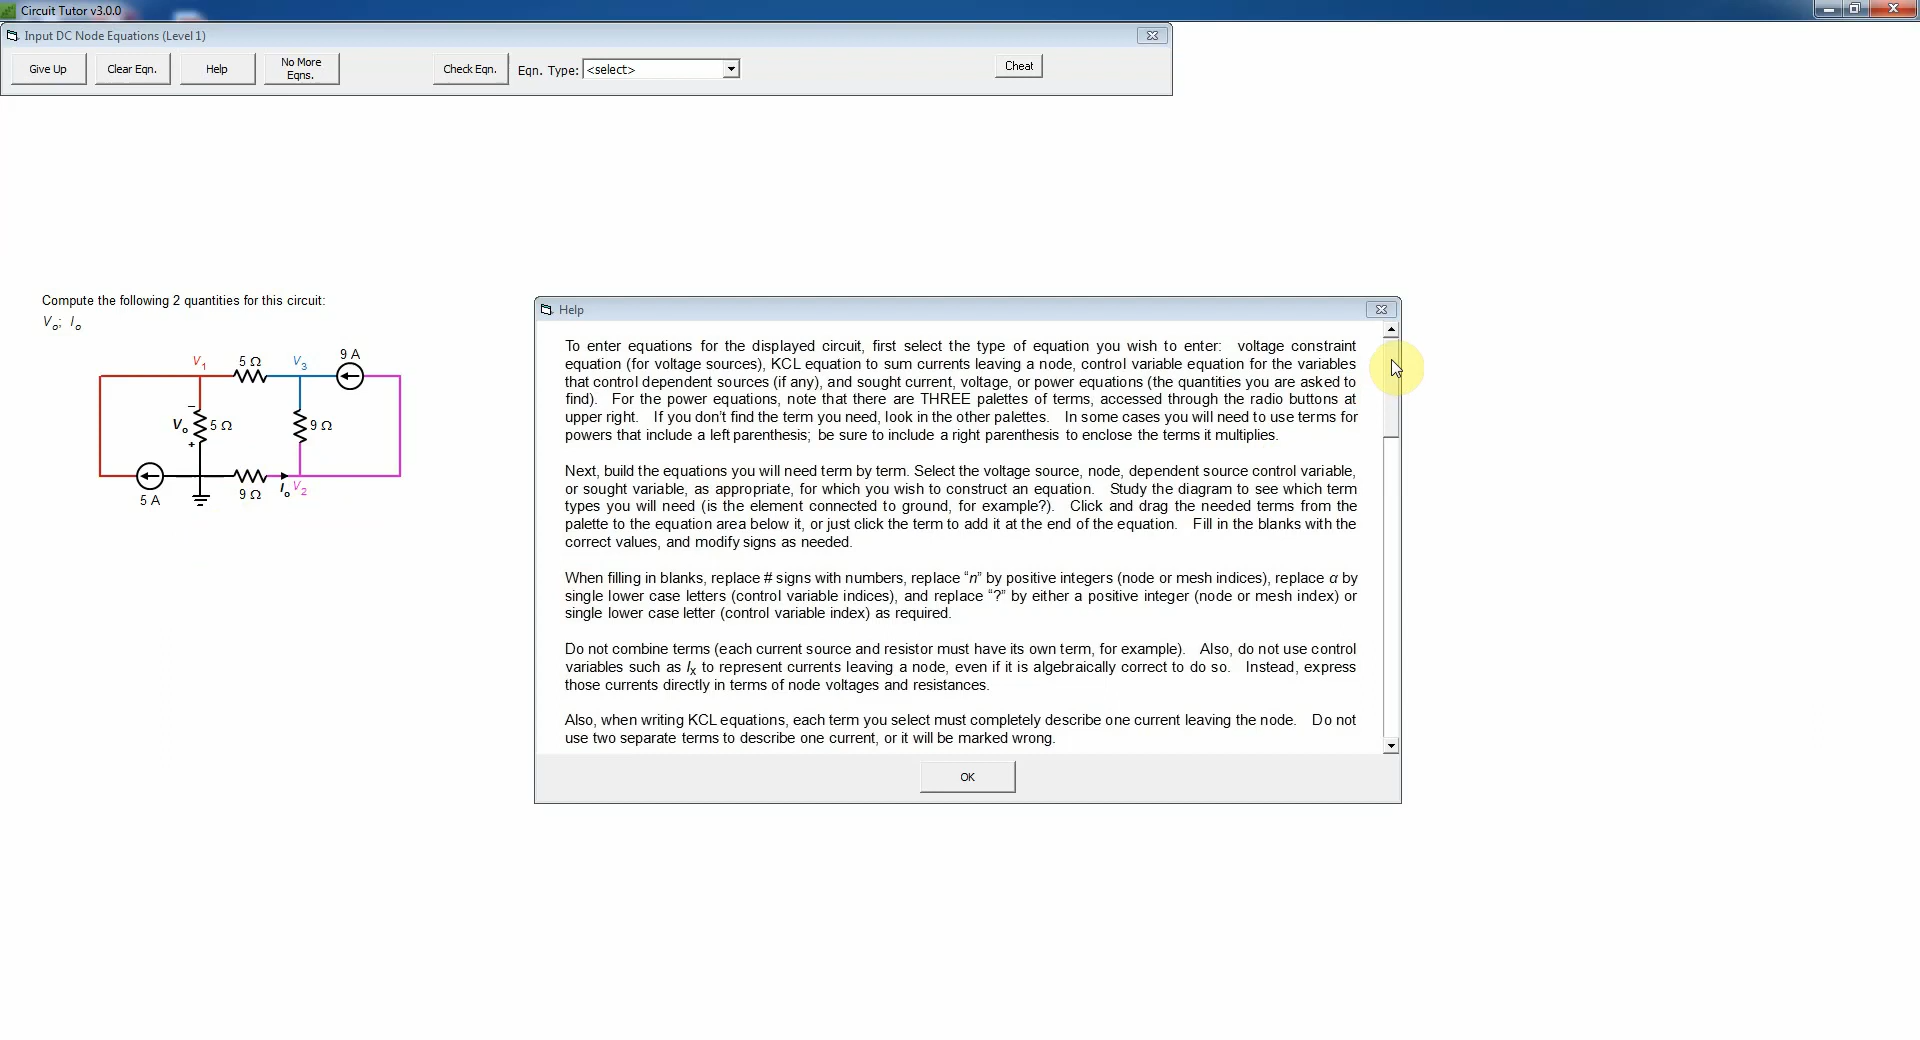 Circuit Tutor v3.0.0
Input DC Node Equations (Level 1)
Give Up
Clear Eqn.
Help
No More
Eqns.
Check Eqn.
Eqn. Type:
<select>
Cheat
Compute the following 2 quantities for this circuit:
Vo; Io
V1
5 Ω
V3
9 A
−
Vo
5 Ω
9 Ω
+
5 A
9 Ω
Io
V2
Help
To enter equations for the displayed circuit, first select the type of equation you wish to enter: voltage constraint
equation (for voltage sources), KCL equation to sum currents leaving a node, control variable equation for the variables
that control dependent sources (if any), and sought current, voltage, or power equations (the quantities you are asked to
find). For the power equations, note that there are THREE palettes of terms, accessed through the radio buttons at
upper right. If you don't find the term you need, look in the other palettes. In some cases you will need to use terms for
powers that include a left parenthesis; be sure to include a right parenthesis to enclose the terms it multiplies.
Next, build the equations you will need term by term. Select the voltage source, node, dependent source control variable,
or sought variable, as appropriate, for which you wish to construct an equation. Study the diagram to see which term
types you will need (is the element connected to ground, for example?). Click and drag the needed terms from the
palette to the equation area below it, or just click the term to add it at the end of the equation. Fill in the blanks with the
correct values, and modify signs as needed.
When filling in blanks, replace # signs with numbers, replace “n” by positive integers (node or mesh indices), replace α by
single lower case letters (control variable indices), and replace “?” by either a positive integer (node or mesh index) or
single lower case letter (control variable index) as required.
Do not combine terms (each current source and resistor must have its own term, for example). Also, do not use control
variables such as Ix to represent currents leaving a node, even if it is algebraically correct to do so. Instead, express
those currents directly in terms of node voltages and resistances.
Also, when writing KCL equations, each term you select must completely describe one current leaving the node. Do not
use two separate terms to describe one current, or it will be marked wrong.
OK